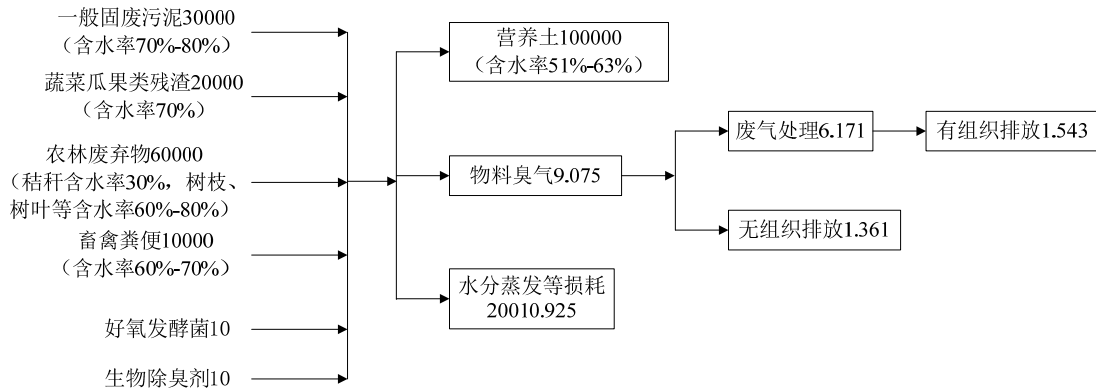 一般固废污泥30000
（含水率70%-80%）
蔬菜瓜果类残渣20000
（含水率70%）
农林废弃物60000
（秸秆含水率30%，树枝、
树叶等含水率60%-80%）
畜禽粪便10000
（含水率60%-70%）
好氧发酵菌10
生物除臭剂10
营养土100000
（含水率51%-63%）
物料臭气9.075
水分蒸发等损耗
20010.925
废气处理6.171
无组织排放1.361
有组织排放1.543